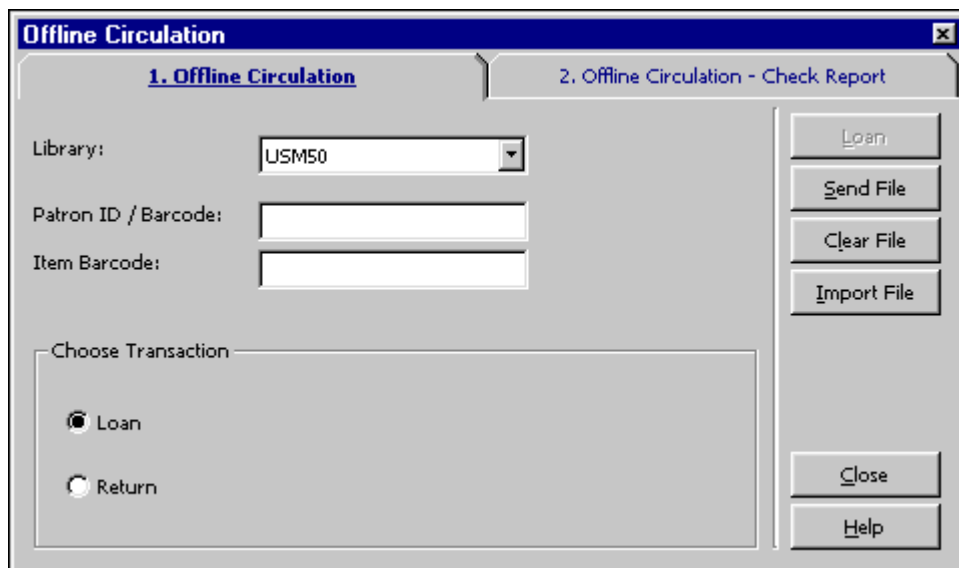 Offline Circulation
1. Offline Circulation
2. Offline Circulation - Check Report
Library:
USM50
Loan
Send File
Patron ID / Barcode:
Clear File
Item Barcode:
Import File
Choose Transaction
Loan
Return
Close
Help